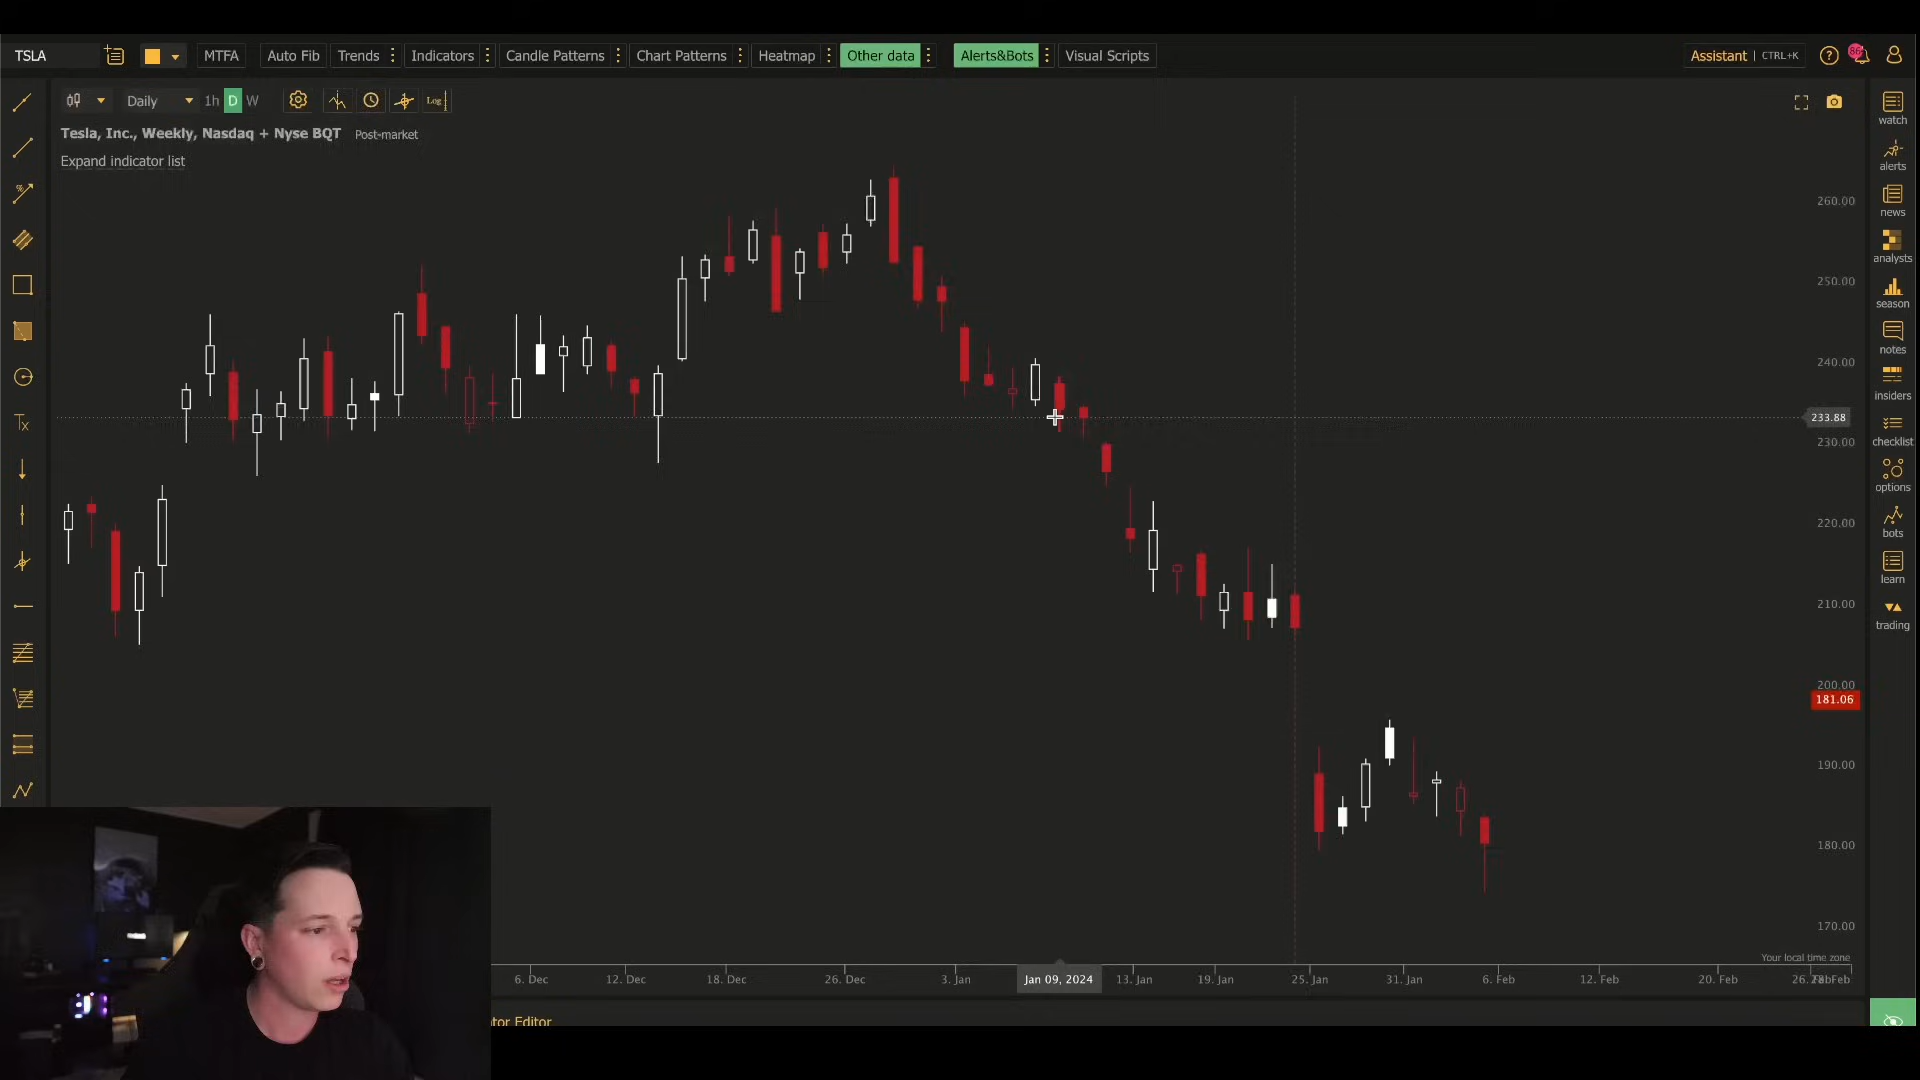 TSLA
MTFA
Auto Fib
Trends
Indicators
Candle Patterns
Chart Patterns
Heatmap
Other data
Alerts&Bots
Visual Scripts
Assistant | CTRL+K
86
Daily
1h
D
W
Log
Tesla, Inc., Weekly, Nasdaq + Nyse BQT
Post-market
Expand indicator list
260.00
250.00
240.00
233.88
230.00
220.00
210.00
200.00
181.06
190.00
180.00
170.00
watch
alerts
news
analysts
season
notes
insiders
checklist
options
bots
learn
trading
Your local time zone
6. Dec
12. Dec
18. Dec
26. Dec
3. Jan
Jan 09, 2024
13. Jan
19. Jan
25. Jan
31. Jan
6. Feb
12. Feb
20. Feb
tor Editor